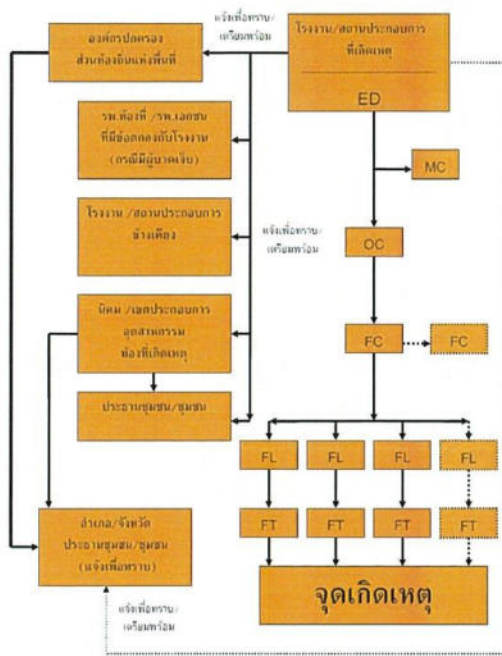 องค์กรปกครอง
ส่วนท้องถิ่นแห่งพื้นที่
แจ้งเพื่อทราบ/
เตรียมพร้อม
โรงงาน/สถานประกอบการ
ที่เกิดเหตุ
ED
รพ.ท้องที่ /รพ.เอกชน
ที่มีข้อตกลงกับโรงงาน
(กรณีมีผู้บาดเจ็บ)
MC
โรงงาน /สถานประกอบการ
ข้างเคียง
แจ้งเพื่อทราบ/
เตรียมพร้อม
OC
นิคม /เขตประกอบการ
อุตสาหกรรม
ท้องที่เกิดเหตุ
FC
FC
ประธานชุมชน/ชุมชน
FL
FL
FL
FL
FT
FT
FT
FT
อำเภอ/จังหวัด
ประธานชุมชน/ชุมชน
(แจ้งเพื่อทราบ)
จุดเกิดเหตุ
แจ้งเพื่อทราบ/
เตรียมพร้อม